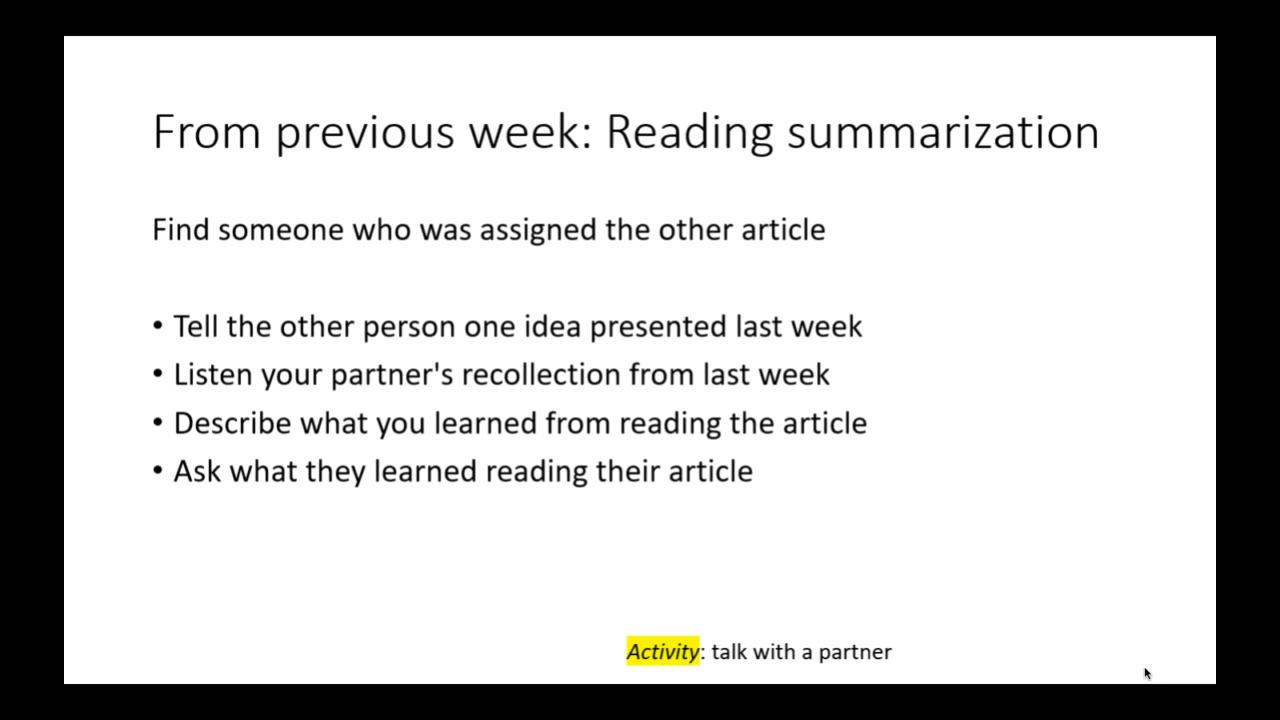 From previous week: Reading summarization
Find someone who was assigned the other article
• Tell the other person one idea presented last week
• Listen your partner's recollection from last week
• Describe what you learned from reading the article
• Ask what they learned reading their article
Activity: talk with a partner